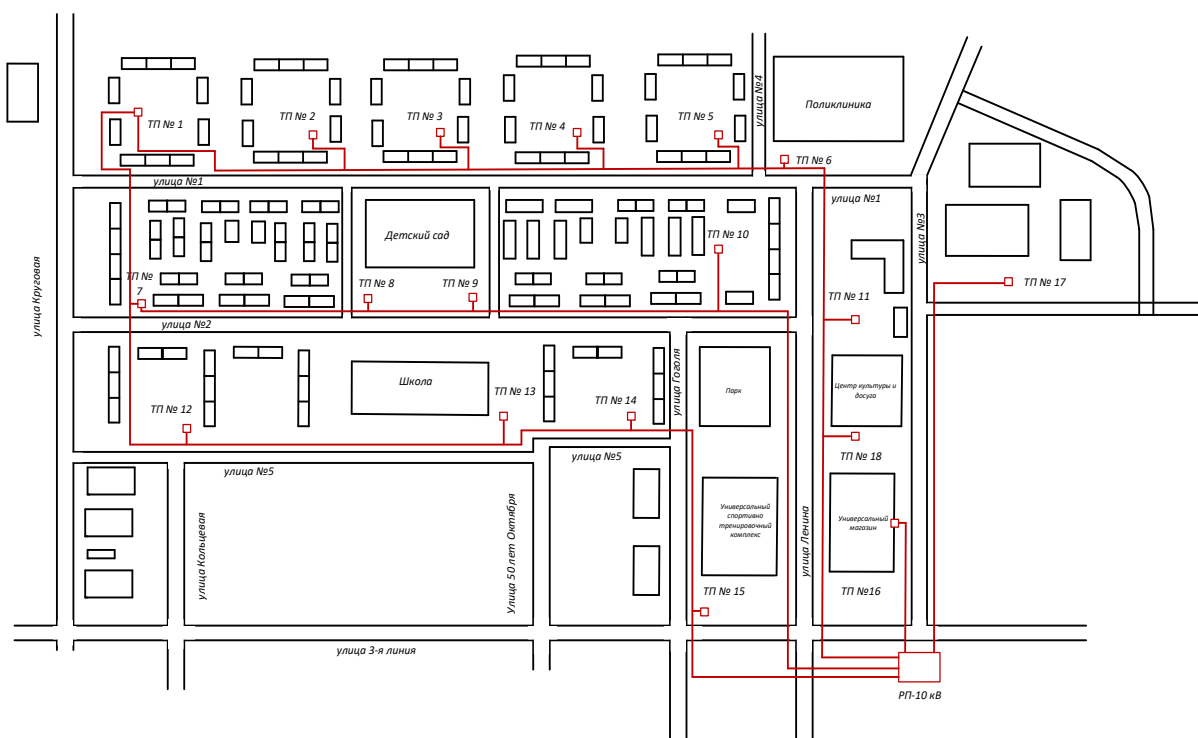 улица №4
Поликлиника
ТП № 1
ТП № 2
ТП № 3
ТП № 4
ТП № 5
ТП № 6
улица №1
улица №1
улица Круговая
Детский сад
ТП №
7
ТП № 8
ТП № 9
ТП № 10
улица №3
ТП № 11
ТП № 17
улица №2
Школа
улица Гоголя
Парк
Центр культуры и
досуга
ТП № 12
ТП № 13
ТП № 14
ТП № 18
улица №5
улица №5
улица Кольцевая
Улица 50 лет Октября
Универсальный
спортивно
тренировочный
комплекс
улица Ленина
Универсальный
магазин
ТП № 15
ТП №16
улица 3-я линия
РП-10 кВ